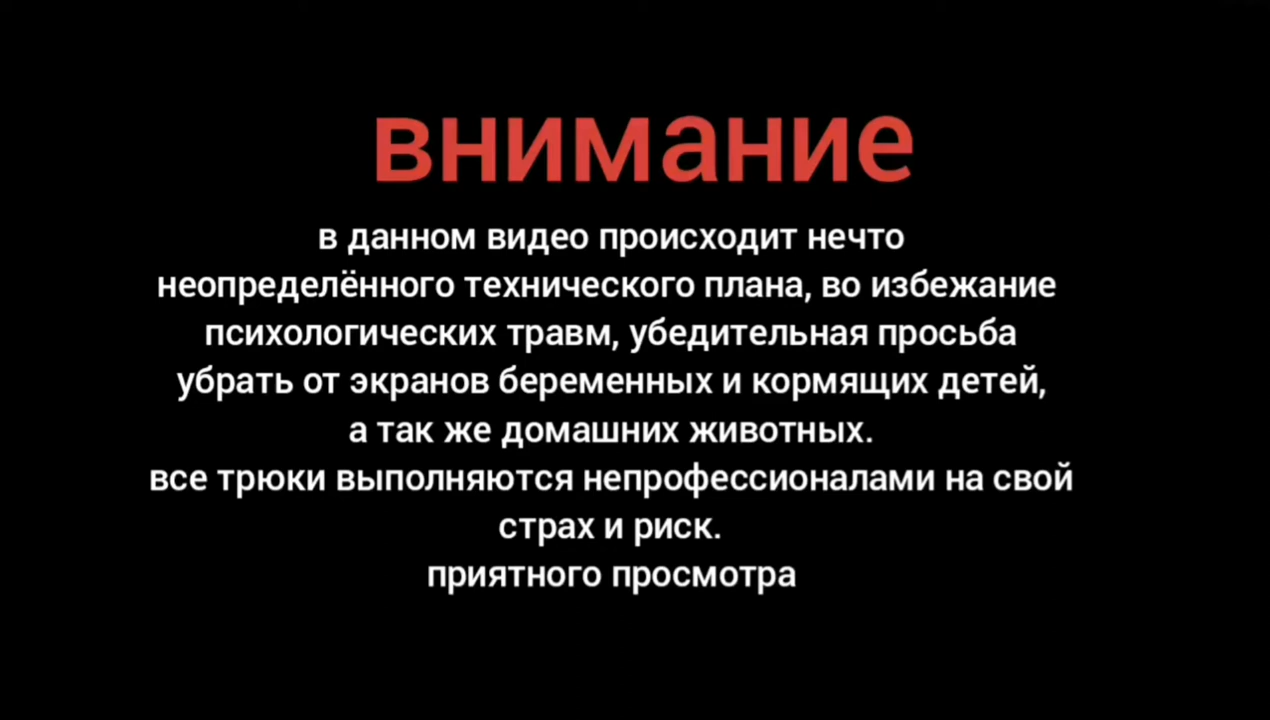 внимание
в данном видео происходит нечто
неопределённого технического плана, во избежание
психологических травм, убедительная просьба
убрать от экранов беременных и кормящих детей,
а так же домашних животных.
все трюки выполняются непрофессионалами на свой
страх и риск.
приятного просмотра